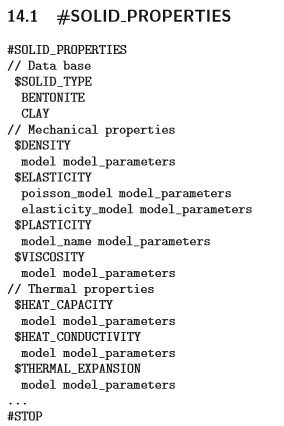 14.1 #SOLID_PROPERTIES
#SOLID_PROPERTIES
// Data base
$SOLID_TYPE
BENTONITE
CLAY
// Mechanical properties
$DENSITY
model model_parameters
$ELASTICITY
poisson_model model_parameters
elasticity_model model_parameters
$PLASTICITY
model_name model_parameters
$VISCOSITY
model model_parameters
// Thermal properties
$HEAT_CAPACITY
model model_parameters
$HEAT_CONDUCTIVITY
model model_parameters
$THERMAL_EXPANSION
model model_parameters
...
#STOP